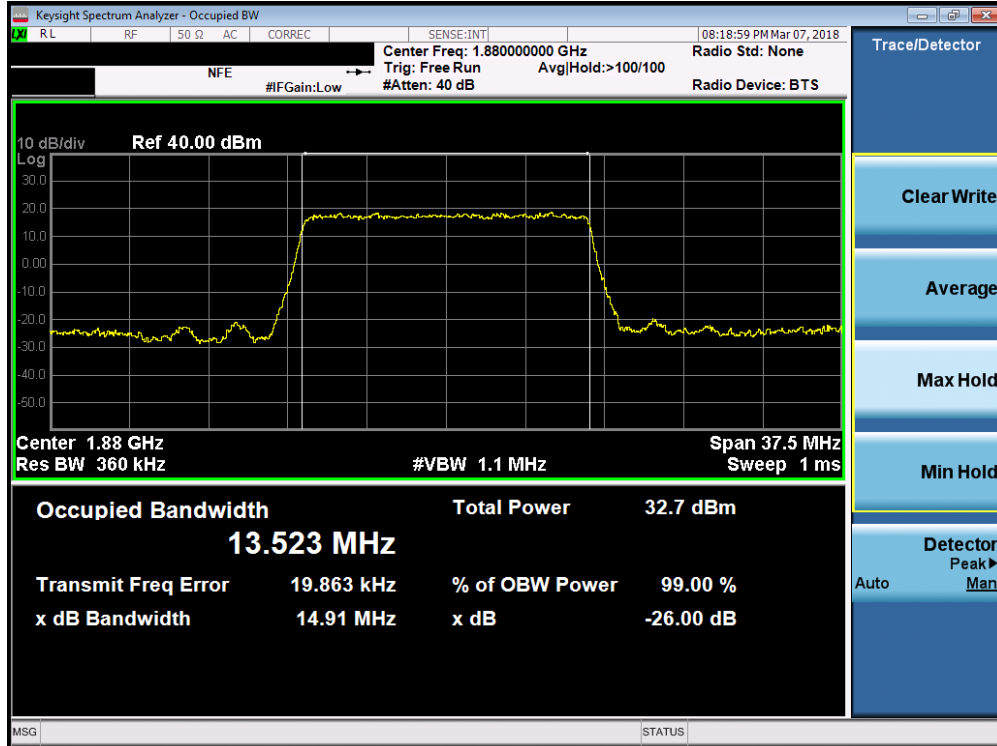 Keysight Spectrum Analyzer - Occupied BW
LXI RL RF 50 Ω AC CORREC SENSE:INT 08:18:59 PM Mar 07, 2018
Center Freq: 1.880000000 GHz Radio Std: None
NFE Trig: Free Run Avg|Hold:>100/100
#IFGain:Low #Atten: 40 dB Radio Device: BTS
Trace/Detector
10 dB/div Ref 40.00 dBm
Log
30.0
20.0
10.0
0.00
-10.0
-20.0
-30.0
-40.0
-50.0
Center 1.88 GHz Span 37.5 MHz
Res BW 360 kHz #VBW 1.1 MHz Sweep 1 ms
Occupied Bandwidth Total Power 32.7 dBm
13.523 MHz
Transmit Freq Error 19.863 kHz % of OBW Power 99.00 %
x dB Bandwidth 14.91 MHz x dB -26.00 dB
Clear Write
Average
Max Hold
Min Hold
Detector
Peak▶
Auto Man
MSG STATUS